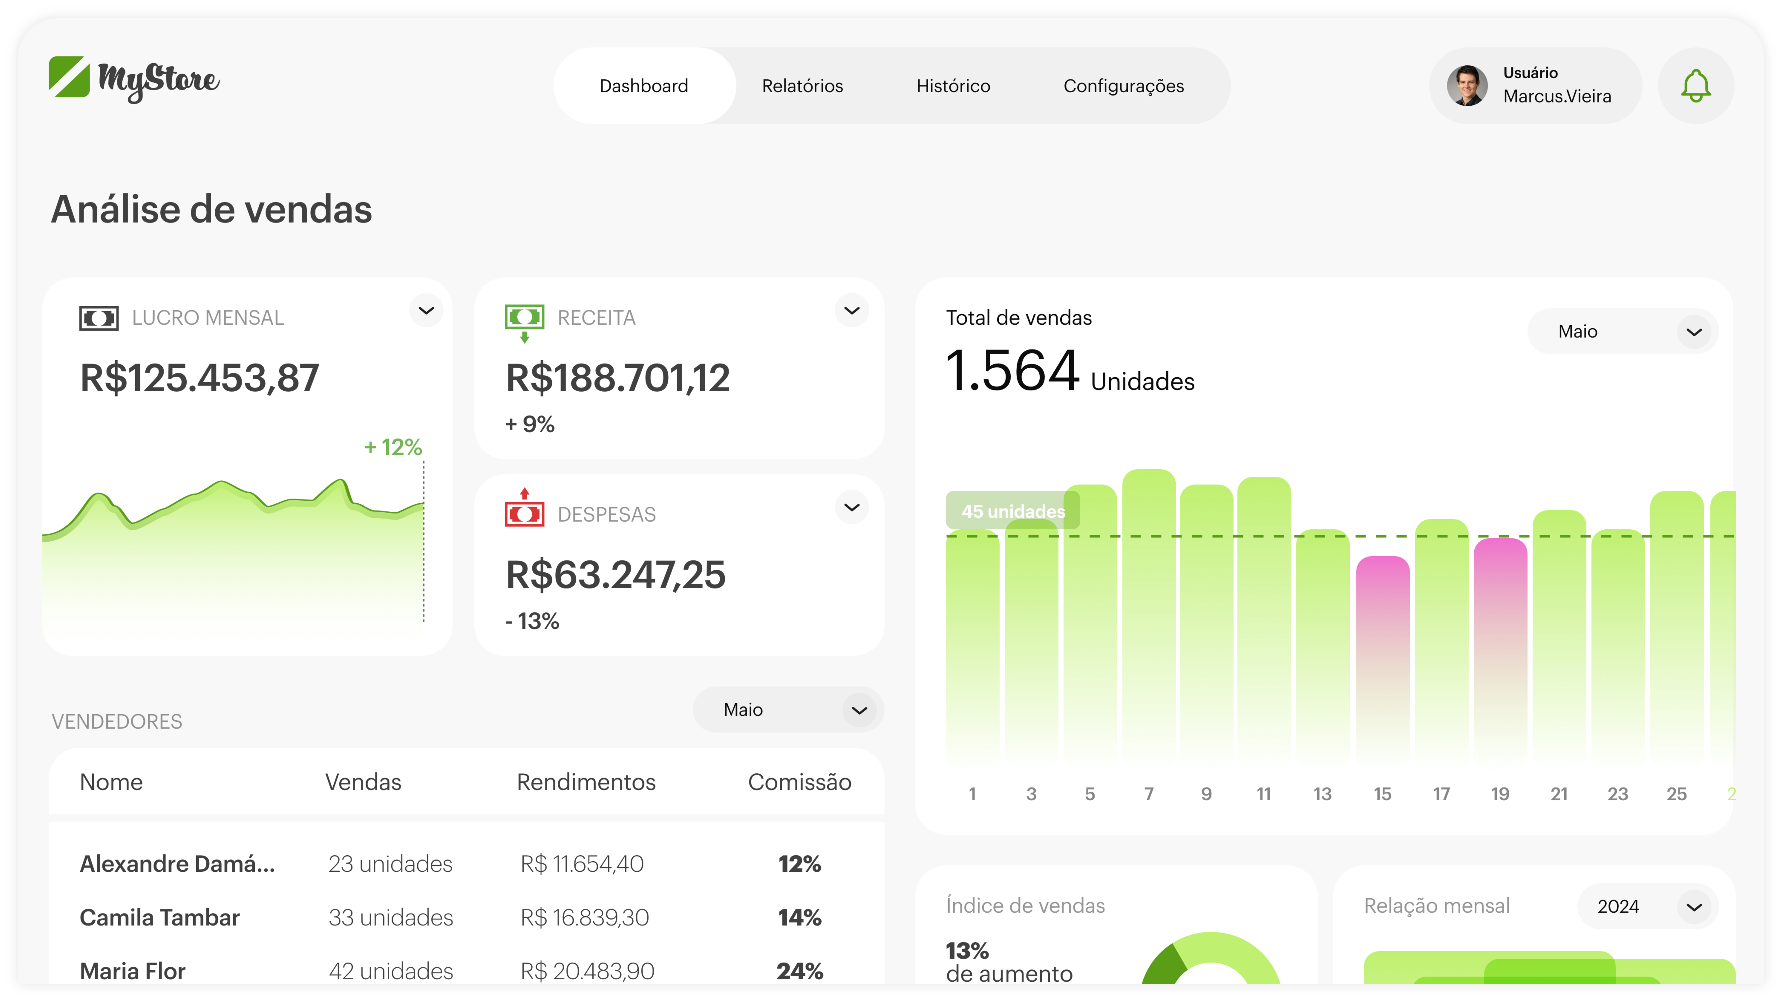 MyStore
Dashboard
Relatórios
Histórico
Configurações
Usuário
Marcus.Vieira
Análise de vendas
LUCRO MENSAL
R$125.453,87
+ 12%
RECEITA
R$188.701,12
+ 9%
DESPESAS
R$63.247,25
- 13%
Total de vendas
1.564 Unidades
Maio
45 unidades
1 3 5 7 9 11 13 15 17 19 21 23 25 2
VENDEDORES
Maio
Nome Vendas Rendimentos Comissão
Alexandre Damá... 23 unidades R$ 11.654,40 12%
Camila Tambar 33 unidades R$ 16.839,30 14%
Maria Flor 42 unidades R$ 20.483,90 24%
Índice de vendas
13%
de aumento
Relação mensal
2024